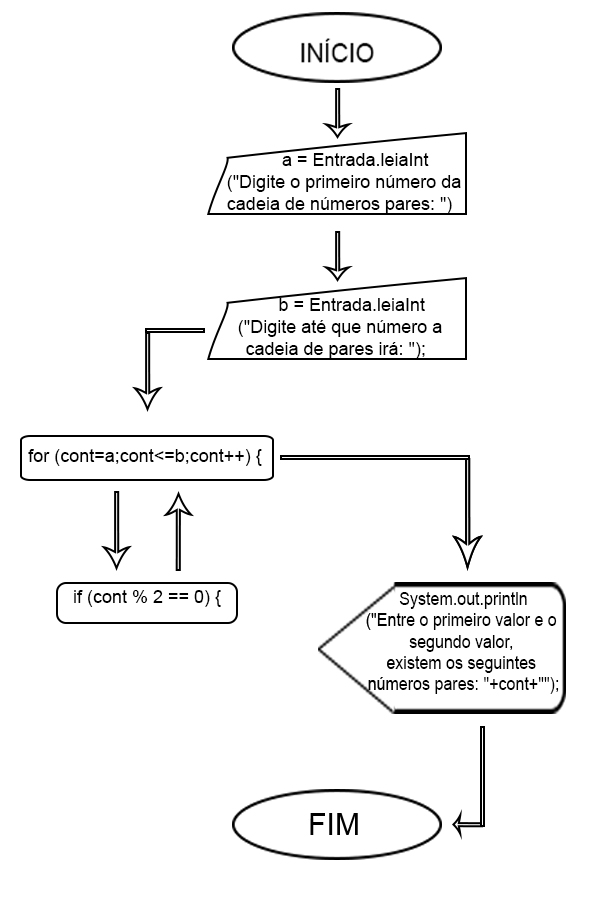 INÍCIO
a = Entrada.leiaInt
("Digite o primeiro número da
cadeia de números pares: ")
b = Entrada.leiaInt
("Digite até que número a
cadeia de pares irá: ");
for (cont=a;cont<=b;cont++) {
if (cont % 2 == 0) {
System.out.println
("Entre o primeiro valor e o
segundo valor,
existem os seguintes
números pares: "+cont+"");
FIM